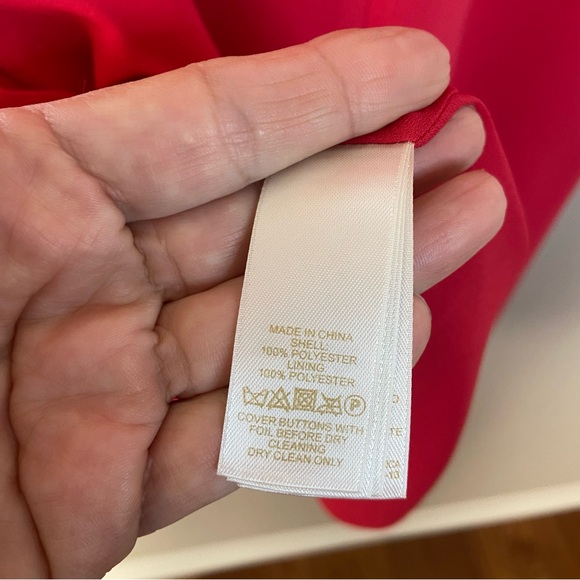 MADE IN CHINA
SHELL
100% POLYESTER
LINING
100% POLYESTER
P
COVER BUTTONS WITH
FOIL BEFORE DRY
CLEANING
DRY CLEAN ONLY